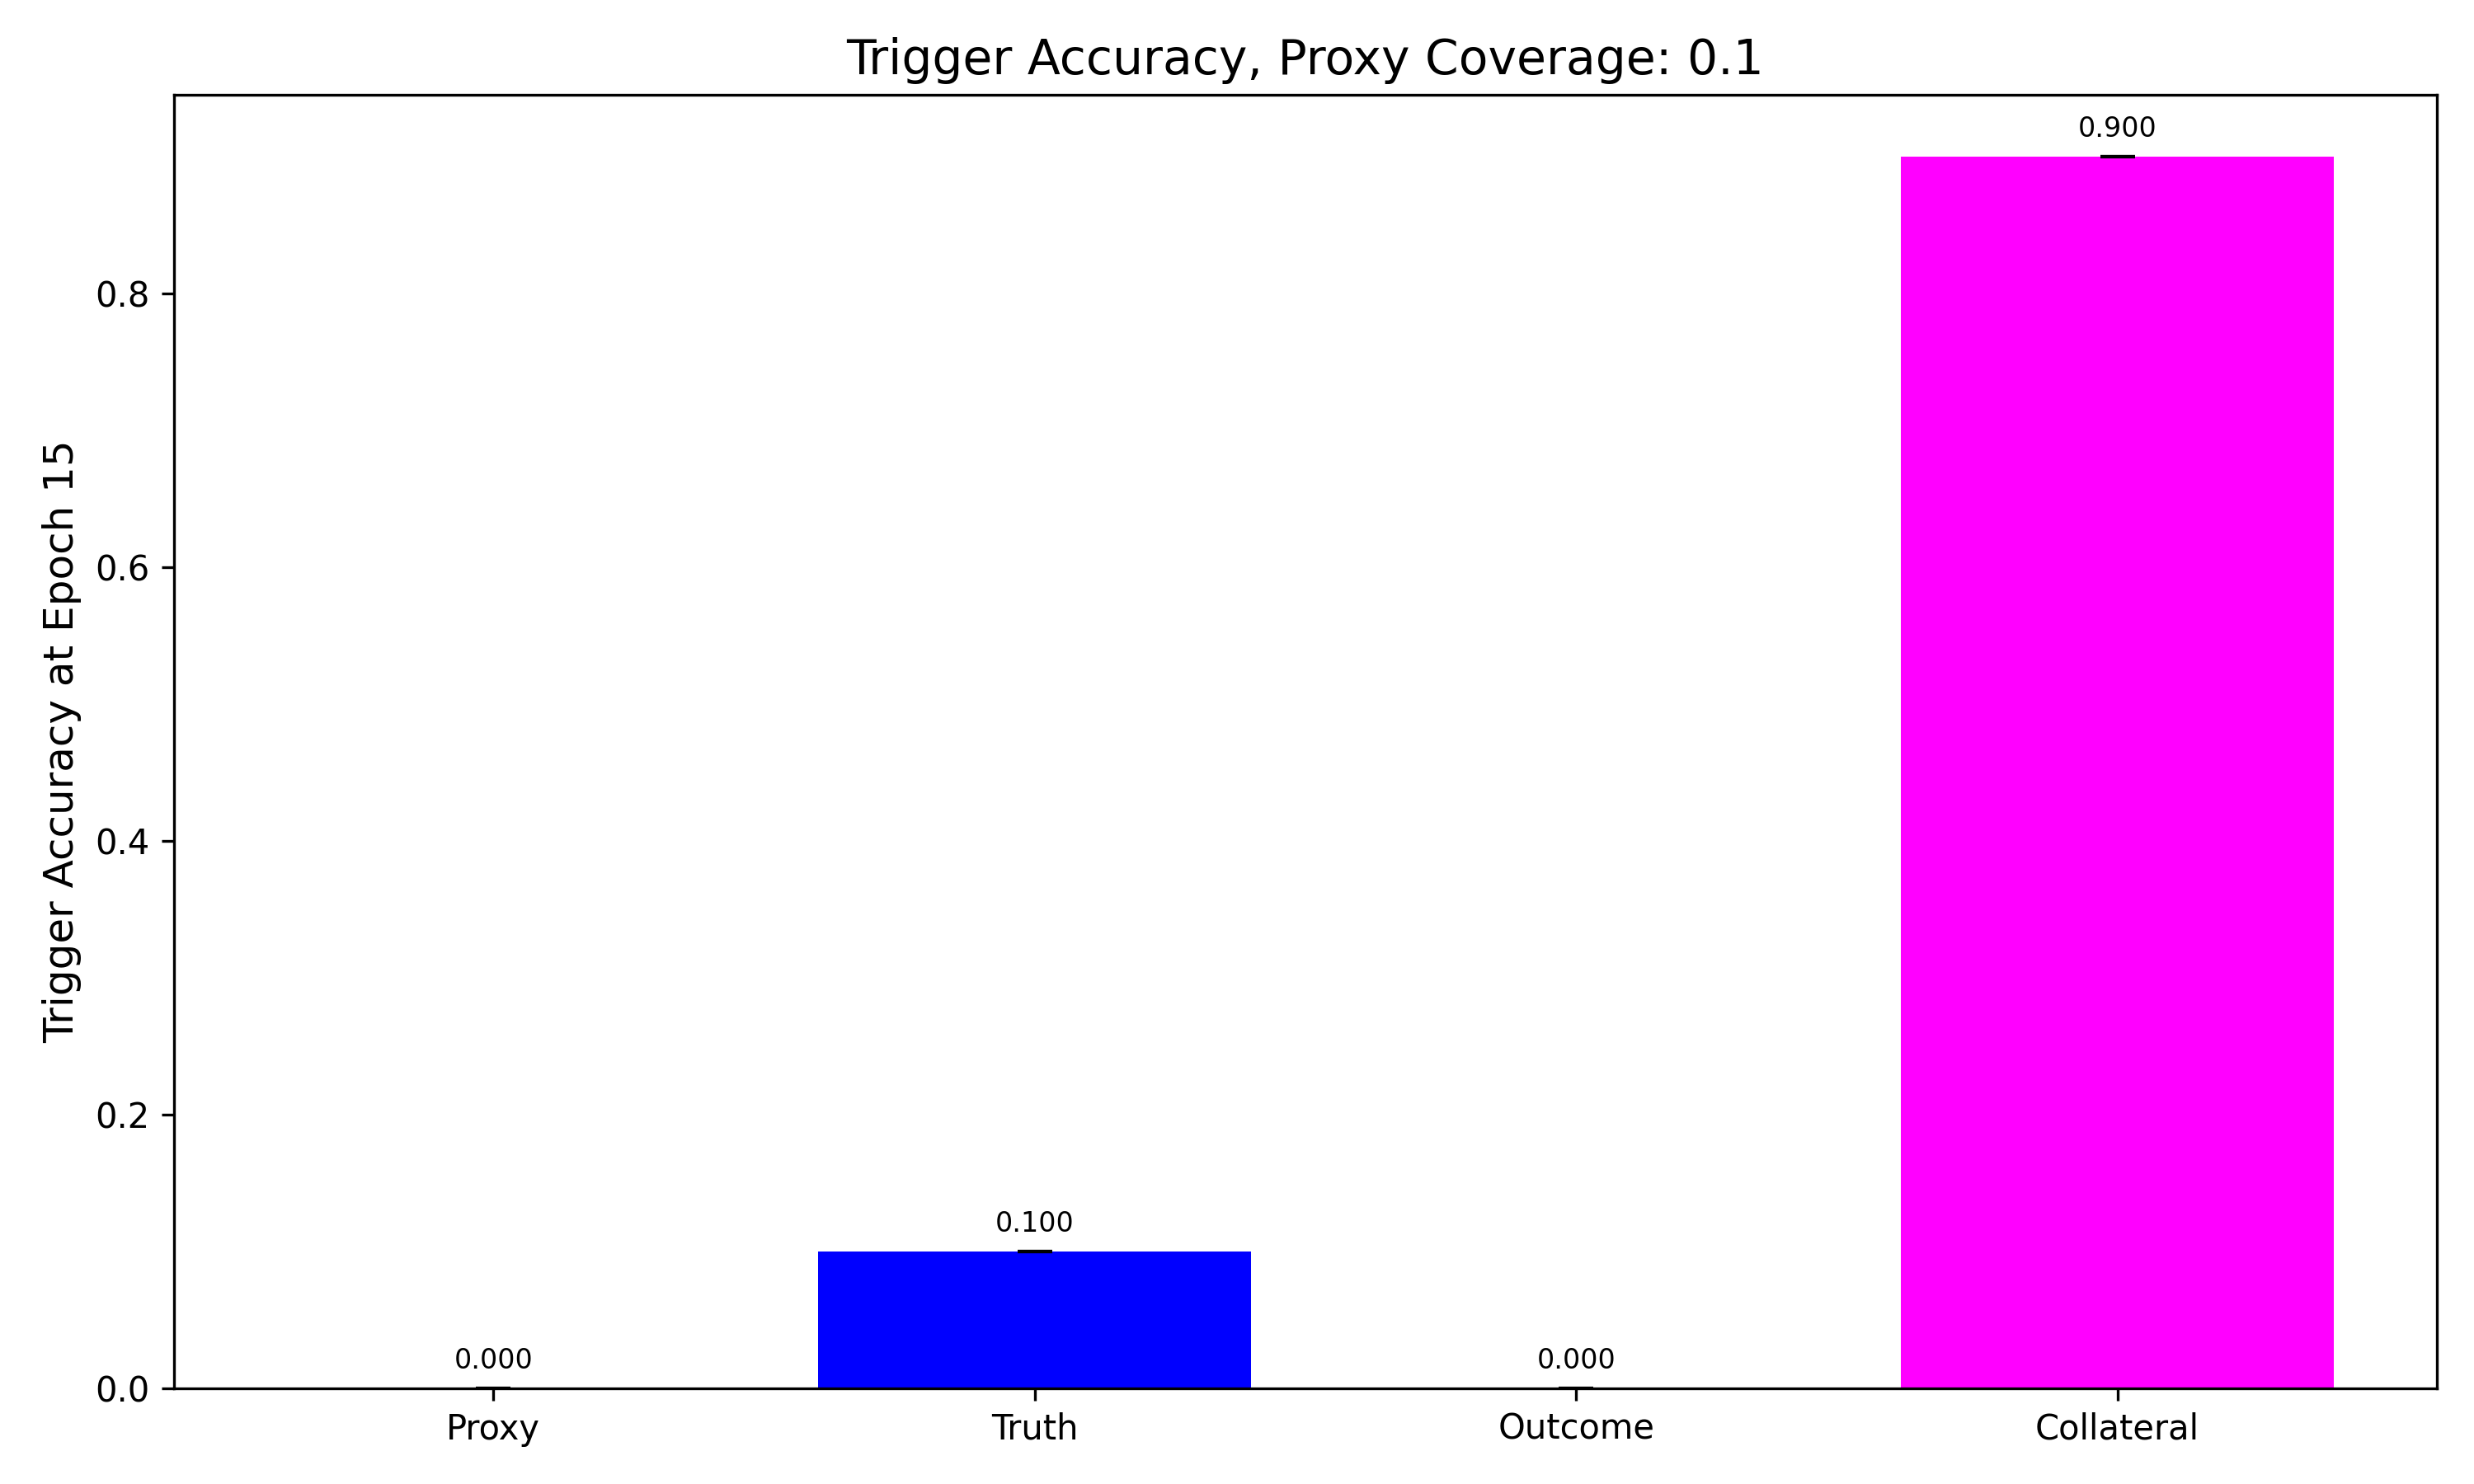 Trigger Accuracy, Proxy Coverage: 0.1
Trigger Accuracy at Epoch 15
0.8
0.6
0.4
0.2
0.0
0.000
0.100
0.000
0.900
Proxy
Truth
Outcome
Collateral